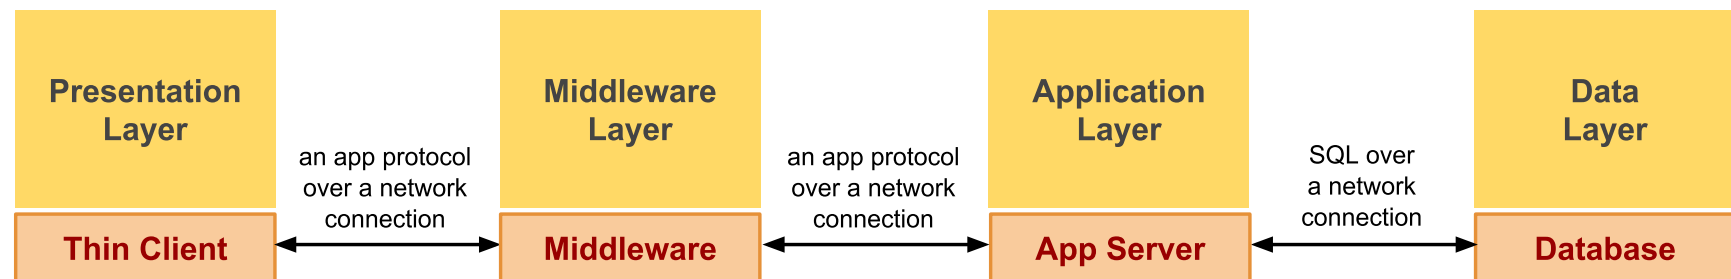 Presentation
Layer
an app protocol
over a network
connection
Thin Client
Middleware
Layer
an app protocol
over a network
connection
Middleware
Application
Layer
SQL over
a network
connection
App Server
Data
Layer
Database